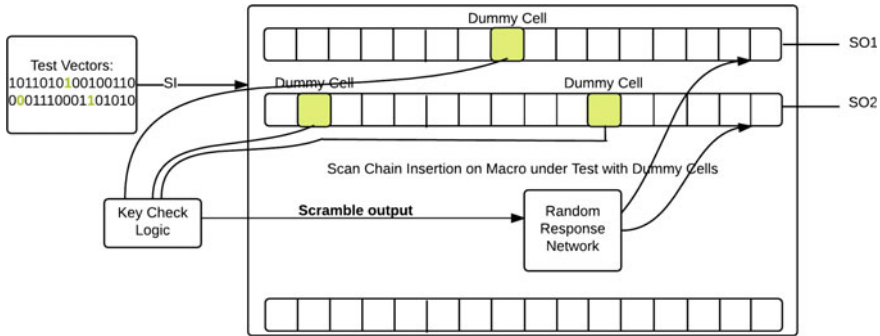 Dummy Cell
SO1
Test Vectors:
1011010100100110
0001110001101010
SI
Dummy Cell
Dummy Cell
SO2
Scan Chain Insertion on Macro under Test with Dummy Cells
Key Check
Logic
Scramble output
Random
Response
Network